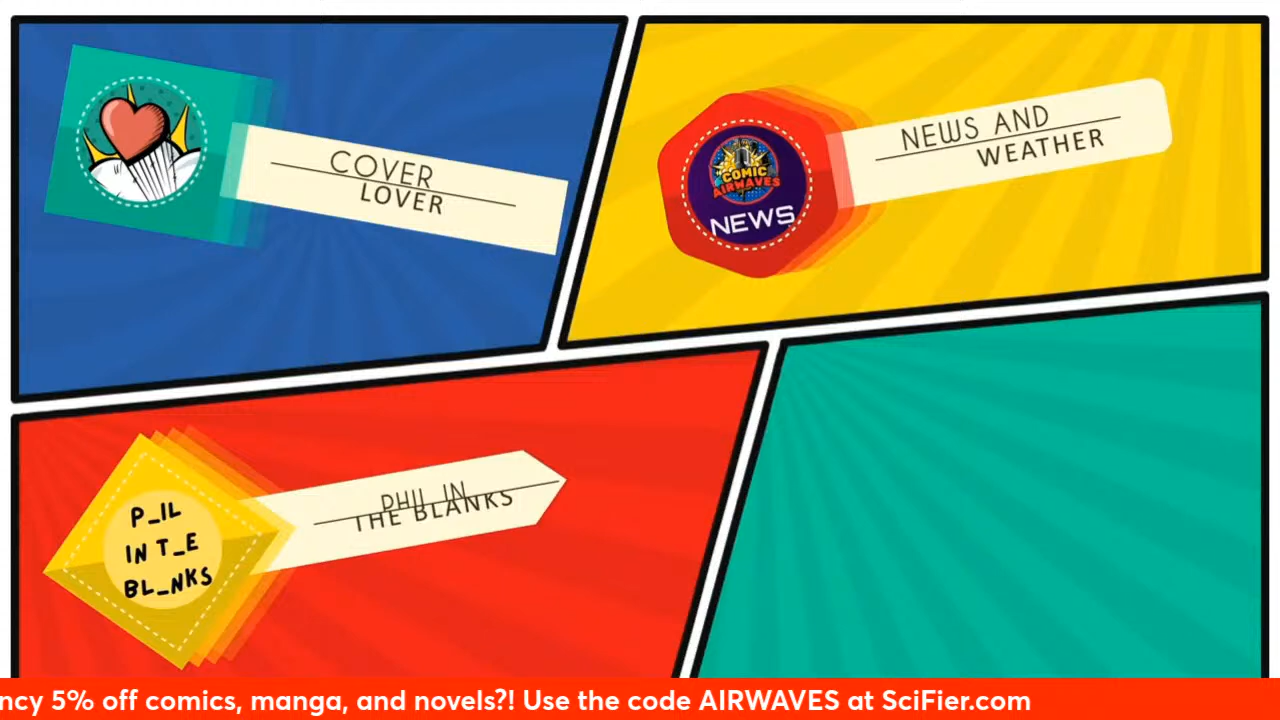 COVER
LOVER
COMIC
AIRWAVES
NEWS
NEWS AND
WEATHER
P_IL
IN T_E
BL_NKS
PHIL IN
THE BLANKS
ncy 5% off comics, manga, and novels?! Use the code AIRWAVES at SciFier.com